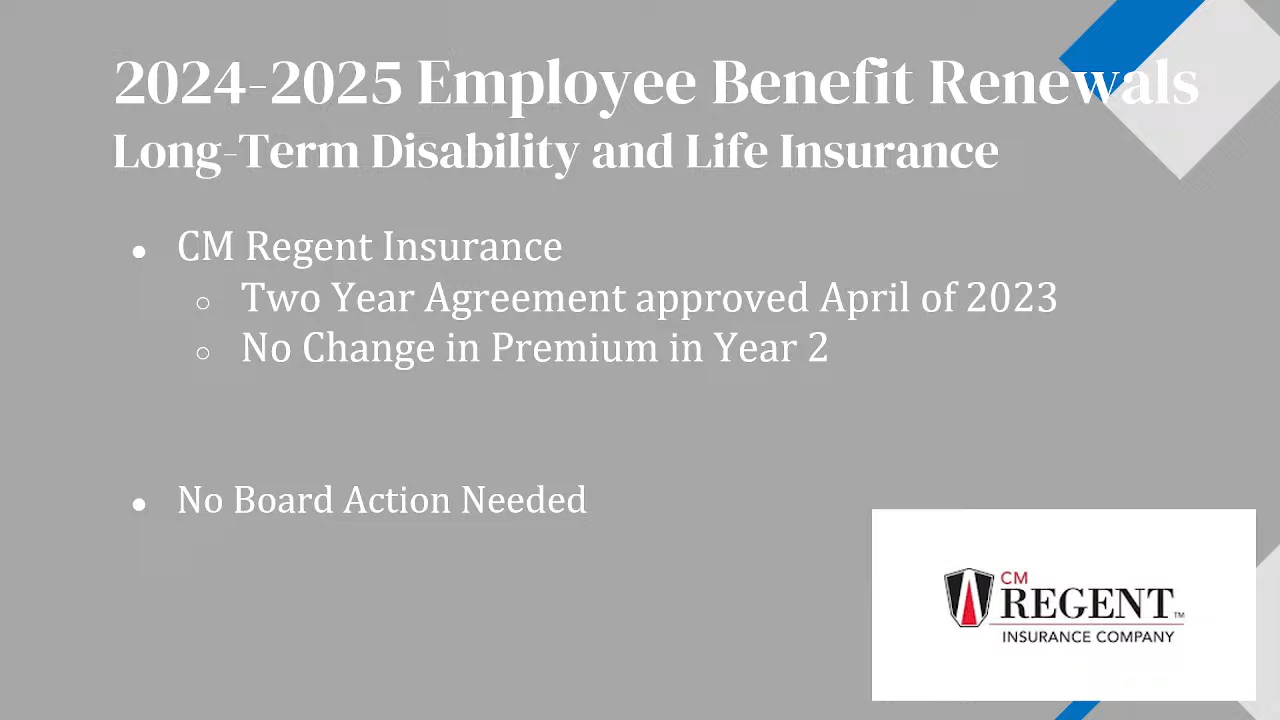 2024-2025 Employee Benefit Renewals
Long-Term Disability and Life Insurance
● CM Regent Insurance
○ Two Year Agreement approved April of 2023
○ No Change in Premium in Year 2
● No Board Action Needed
CM
REGENT™
INSURANCE COMPANY